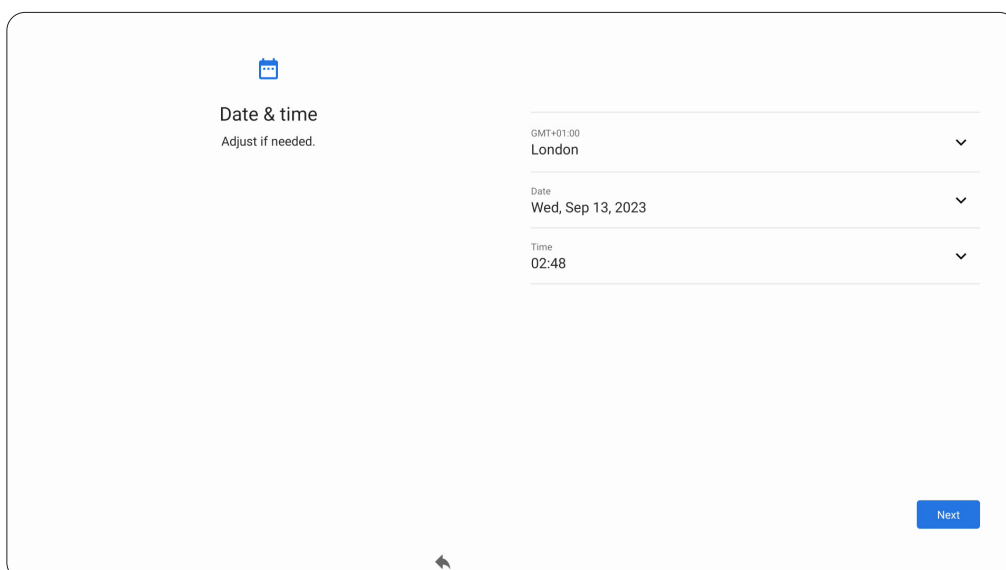 Date & time
Adjust if needed.
GMT+01:00
London
Date
Wed, Sep 13, 2023
Time
02:48
Next